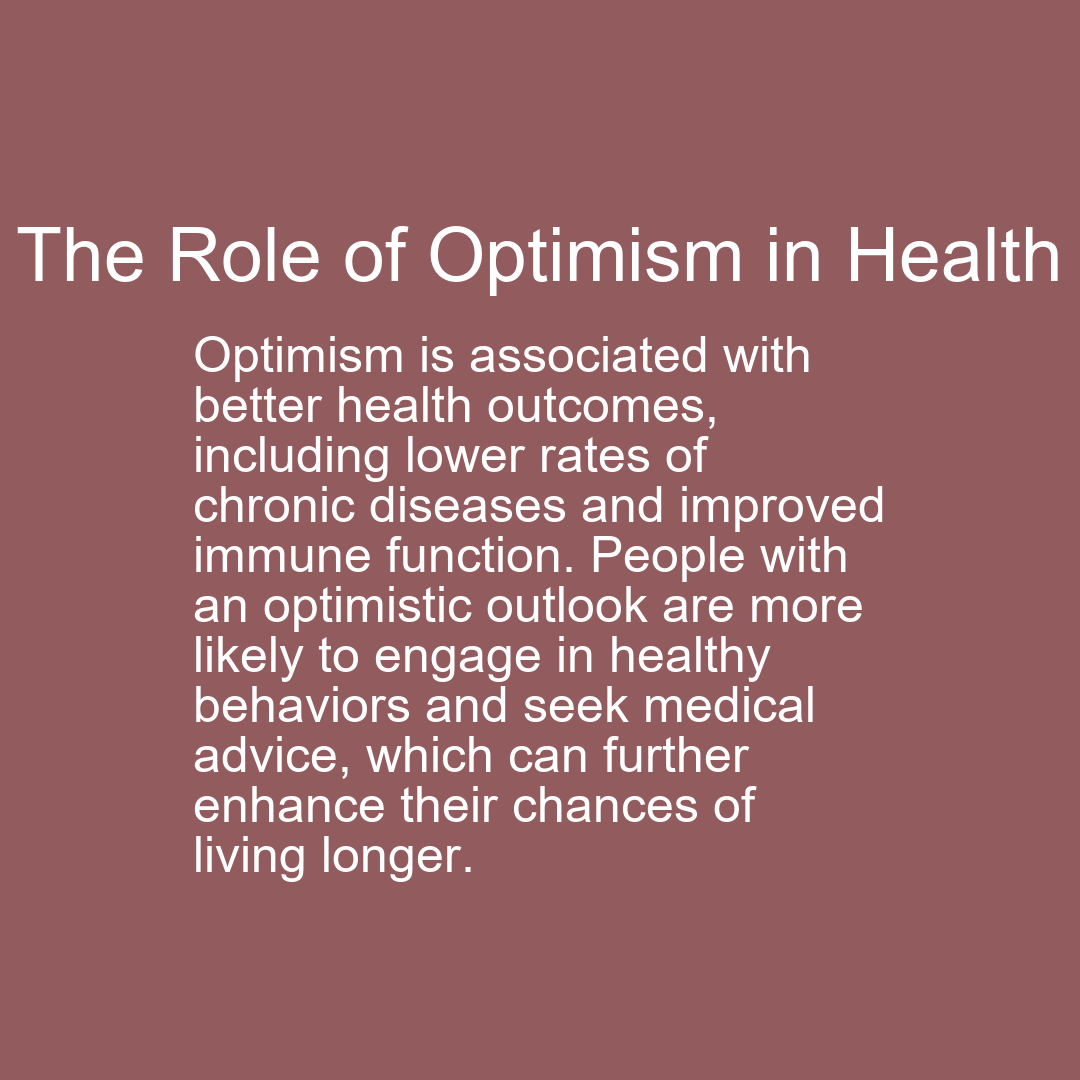 The Role of Optimism in Health
Optimism is associated with
better health outcomes,
including lower rates of
chronic diseases and improved
immune function. People with
an optimistic outlook are more
likely to engage in healthy
behaviors and seek medical
advice, which can further
enhance their chances of
living longer.